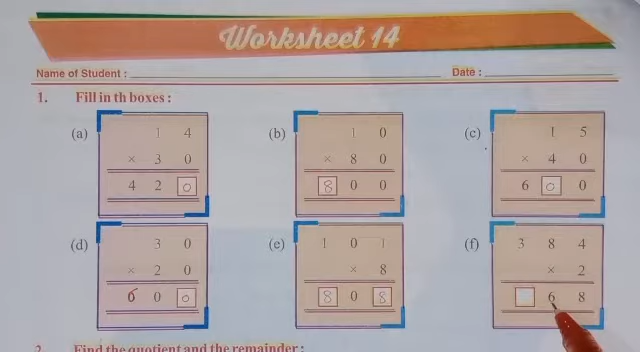 Worksheet 14
Name of Student : Date :
1. Fill in th boxes :
(a) 1 4 (b) 1 0 (c) 1 5
× 3 0 × 8 0 × 4 0
4 2 0 8 0 0 6 0 0
(d) 3 0 (e) 1 0 1 (f) 3 8 4
× 2 0 × 8 × 2
6 0 0 8 0 8 6 8
2. Find the quotient and the remainder :